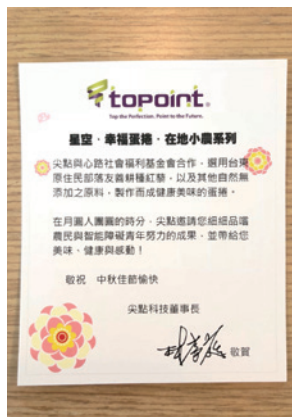 topoint.
Top the Perfection, Point to the Future.
星空．幸福蛋捲．在地小農系列
尖點與心路社會福利基金會合作，選用台東
原住民部落友善耕種紅藜，以及其他自然無
添加之原料，製作而成健康美味的蛋捲。
在月圓人團圓的時分，尖點邀請您細細品嚐
農民與智能障礙青年努力的成果，並帶給您
美味、健康與感動！
敬祝 中秋佳節愉快
尖點科技董事長
敬賀